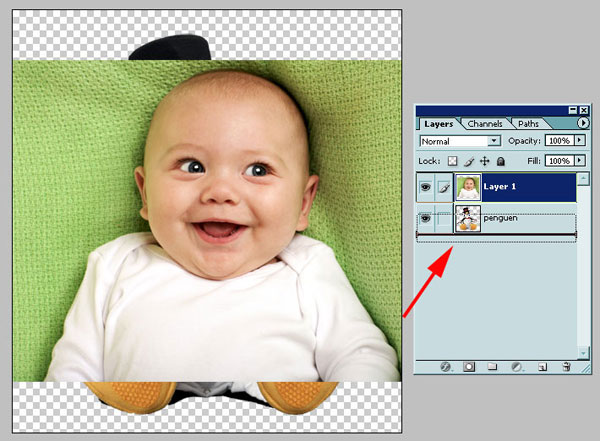 Layers Channels Paths
Normal Opacity: 100%
Lock: Fill: 100%
Layer 1
penguen